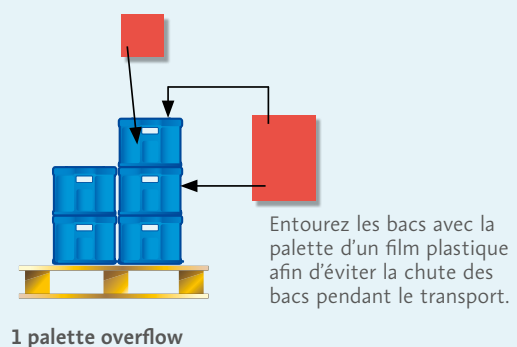 Entourez les bacs avec la
palette d'un film plastique
afin d'éviter la chute des
bacs pendant le transport.
1 palette overflow